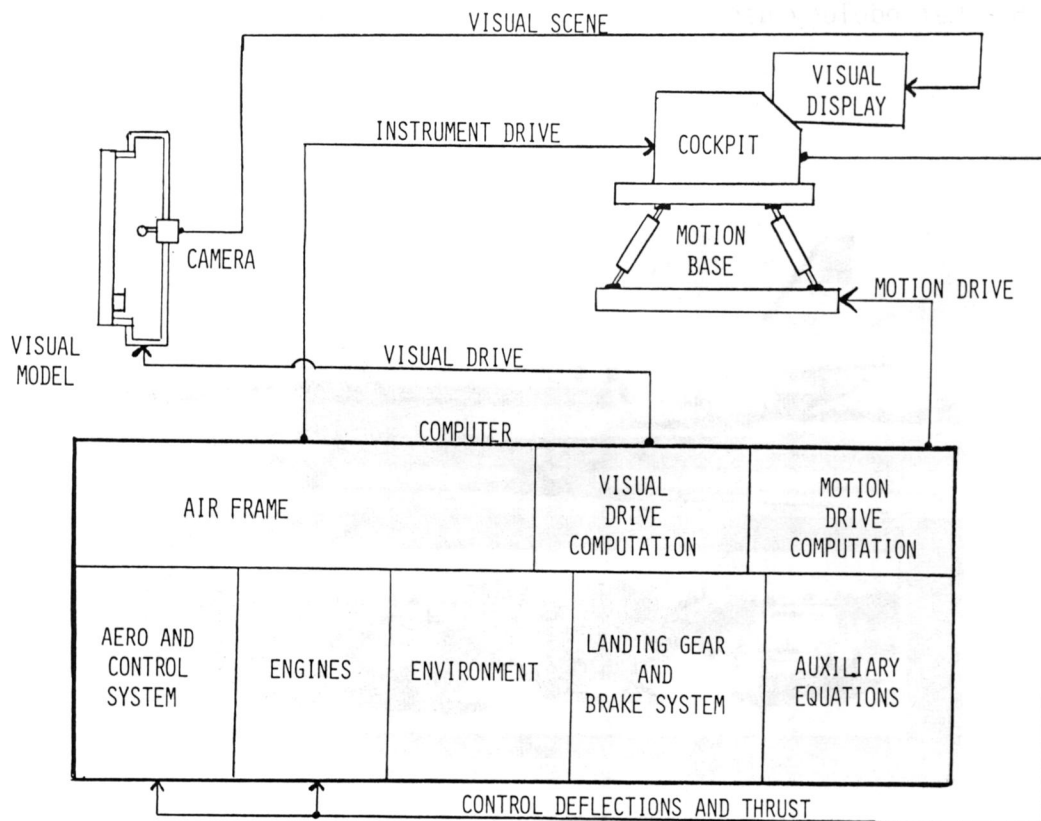 VISUAL SCENE
VISUAL
DISPLAY
INSTRUMENT DRIVE
COCKPIT
CAMERA
MOTION
BASE
MOTION DRIVE
VISUAL
MODEL
VISUAL DRIVE
COMPUTER
AIR FRAME
VISUAL
DRIVE
COMPUTATION
MOTION
DRIVE
COMPUTATION
AERO AND
CONTROL
SYSTEM
ENGINES
ENVIRONMENT
LANDING GEAR
AND
BRAKE SYSTEM
AUXILIARY
EQUATIONS
CONTROL DEFLECTIONS AND THRUST